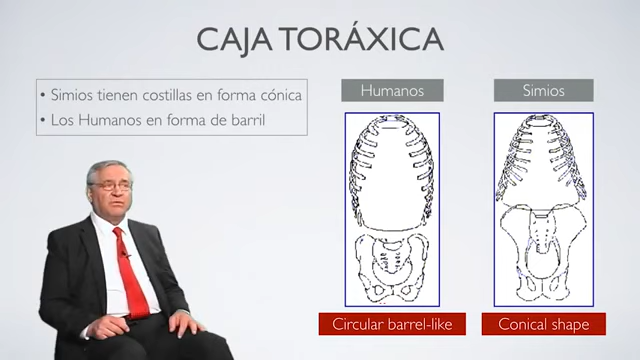 CAJA TORÁXICA
• Simios tienen costillas en forma cónica
• Los Humanos en forma de barril
Humanos
Simios
Circular barrel-like
Conical shape